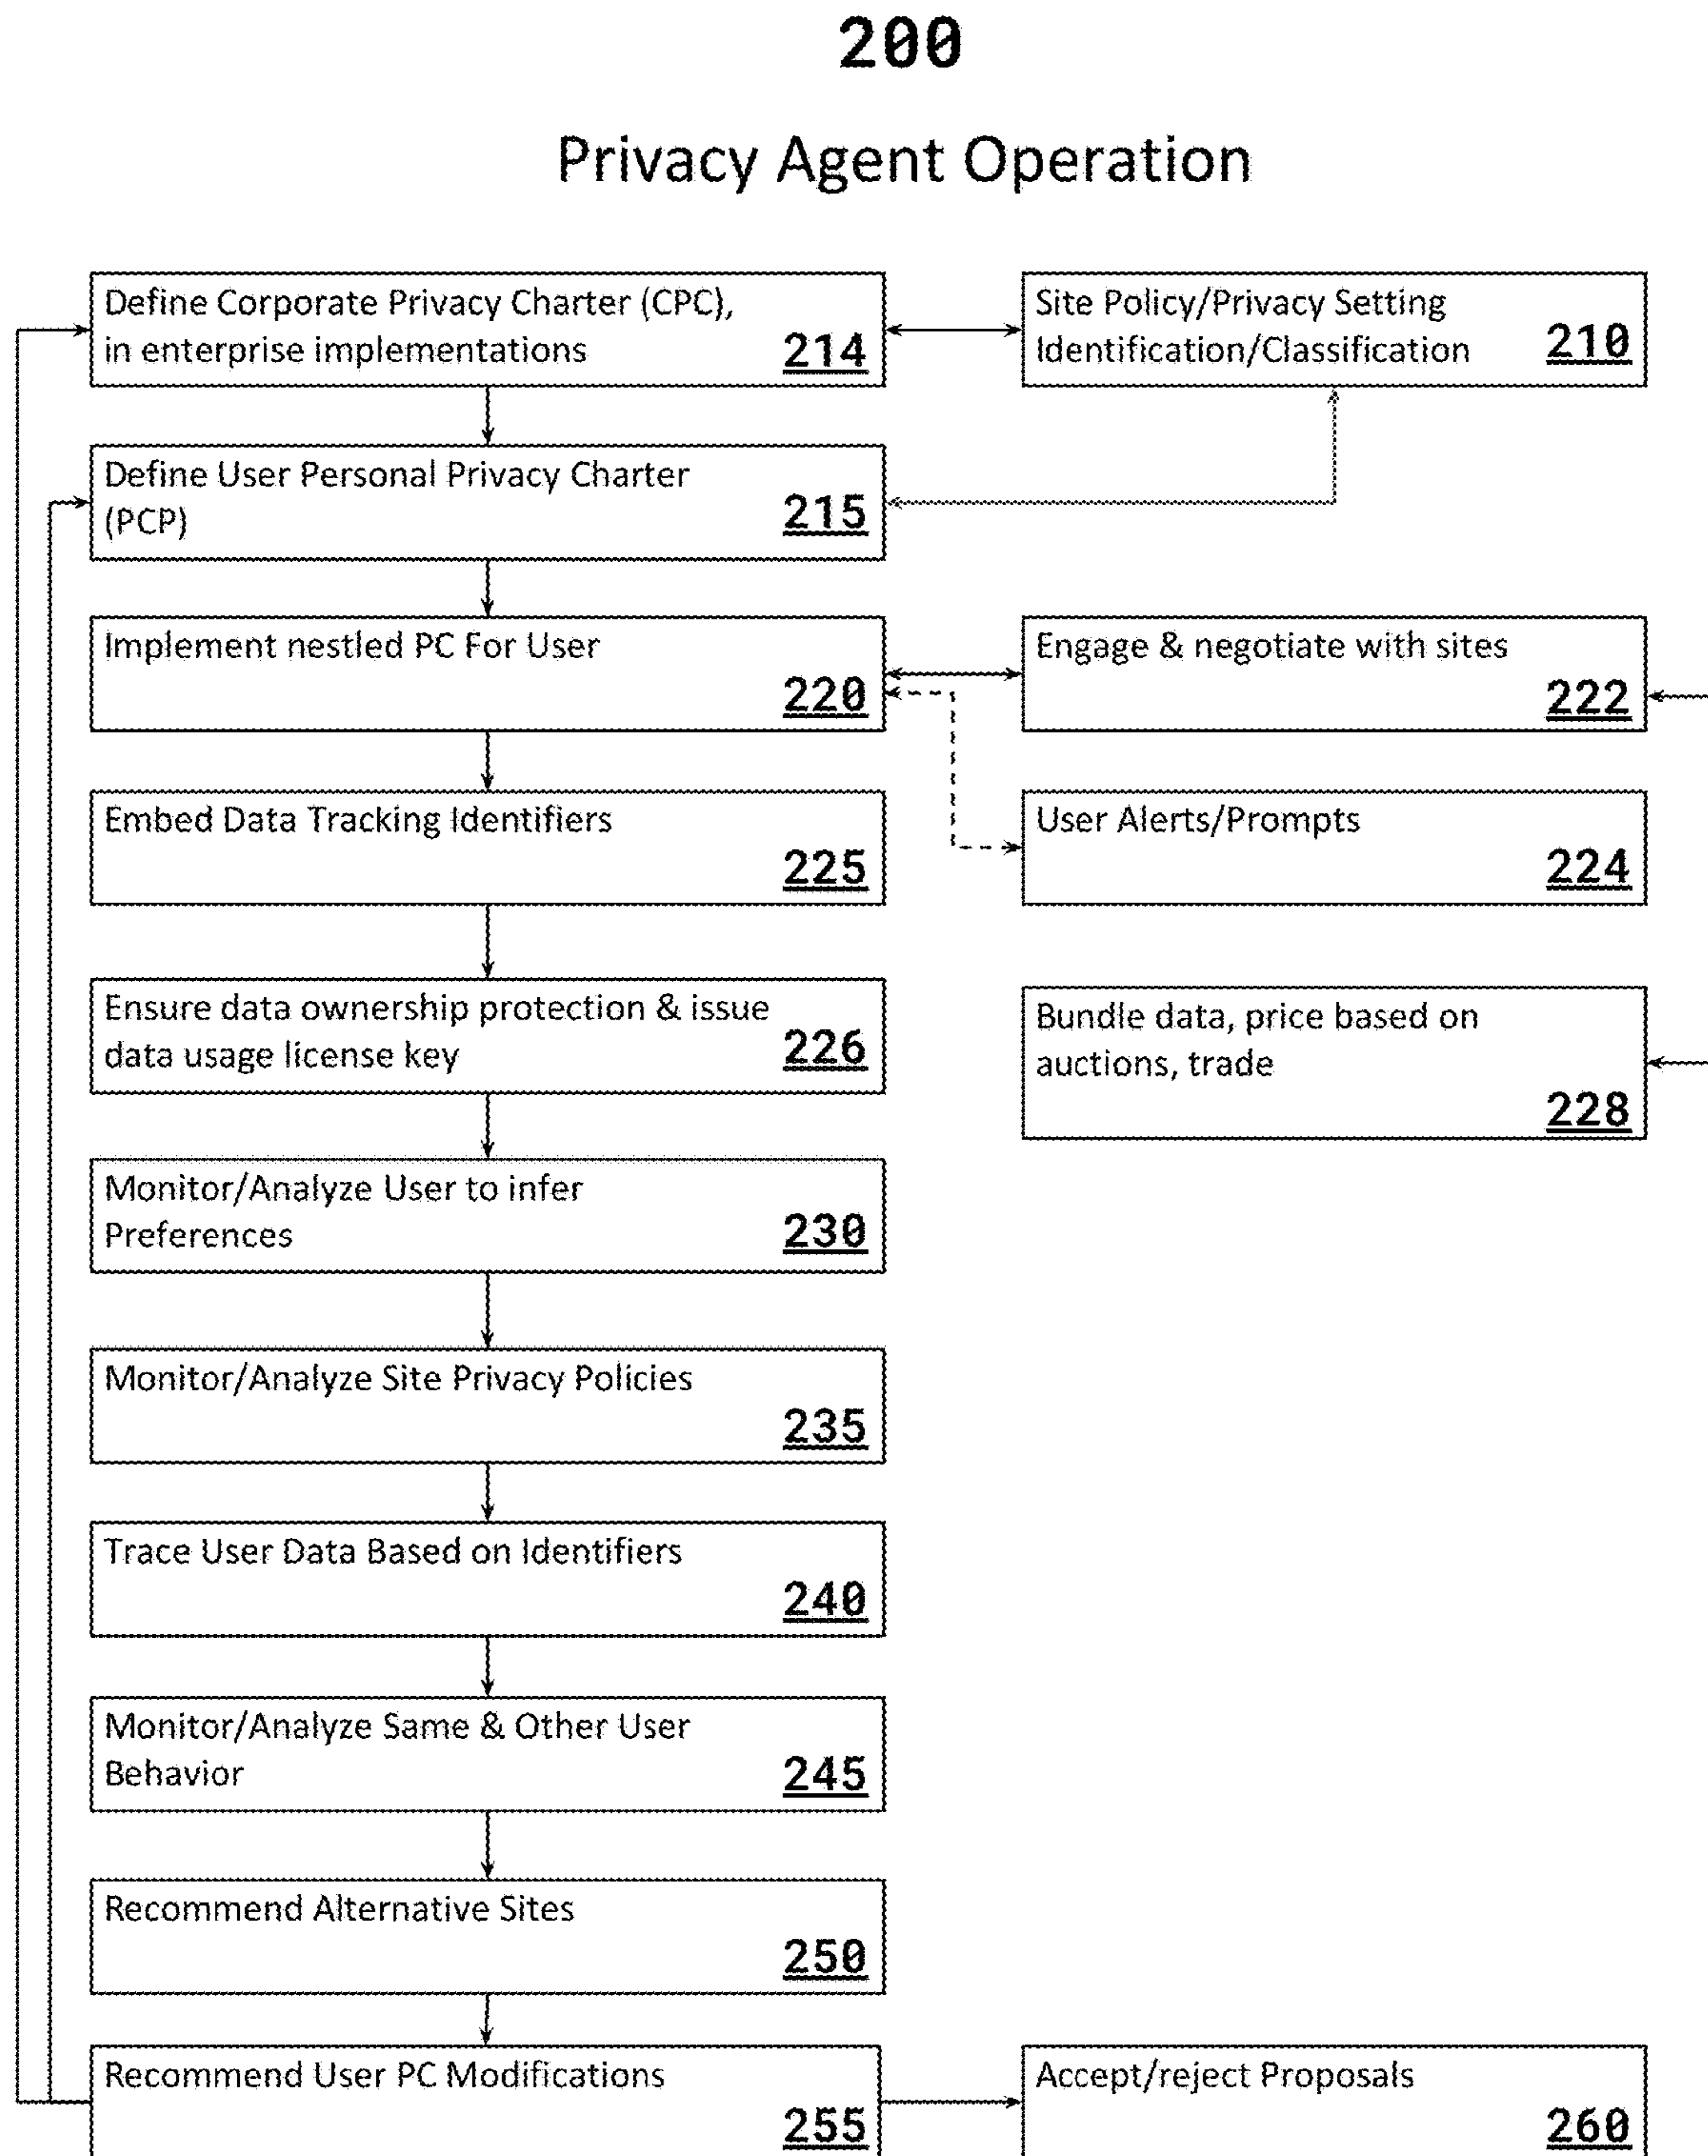 200
Privacy Agent Operation
Define Corporate Privacy Charter (CPC),
in enterprise implementations
214
Site Policy/Privacy Setting
Identification/Classification
210
Define User Personal Privacy Charter
(PCP)
215
Implement nestled PC For User
220
Engage & negotiate with sites
222
Embed Data Tracking Identifiers
225
User Alerts/Prompts
224
Ensure data ownership protection & issue
data usage license key
226
Bundle data, price based on
auctions, trade
228
Monitor/Analyze User to infer
Preferences
230
Monitor/Analyze Site Privacy Policies
235
Trace User Data Based on Identifiers
240
Monitor/Analyze Same & Other User
Behavior
245
Recommend Alternative Sites
250
Recommend User PC Modifications
255
Accept/reject Proposals
260